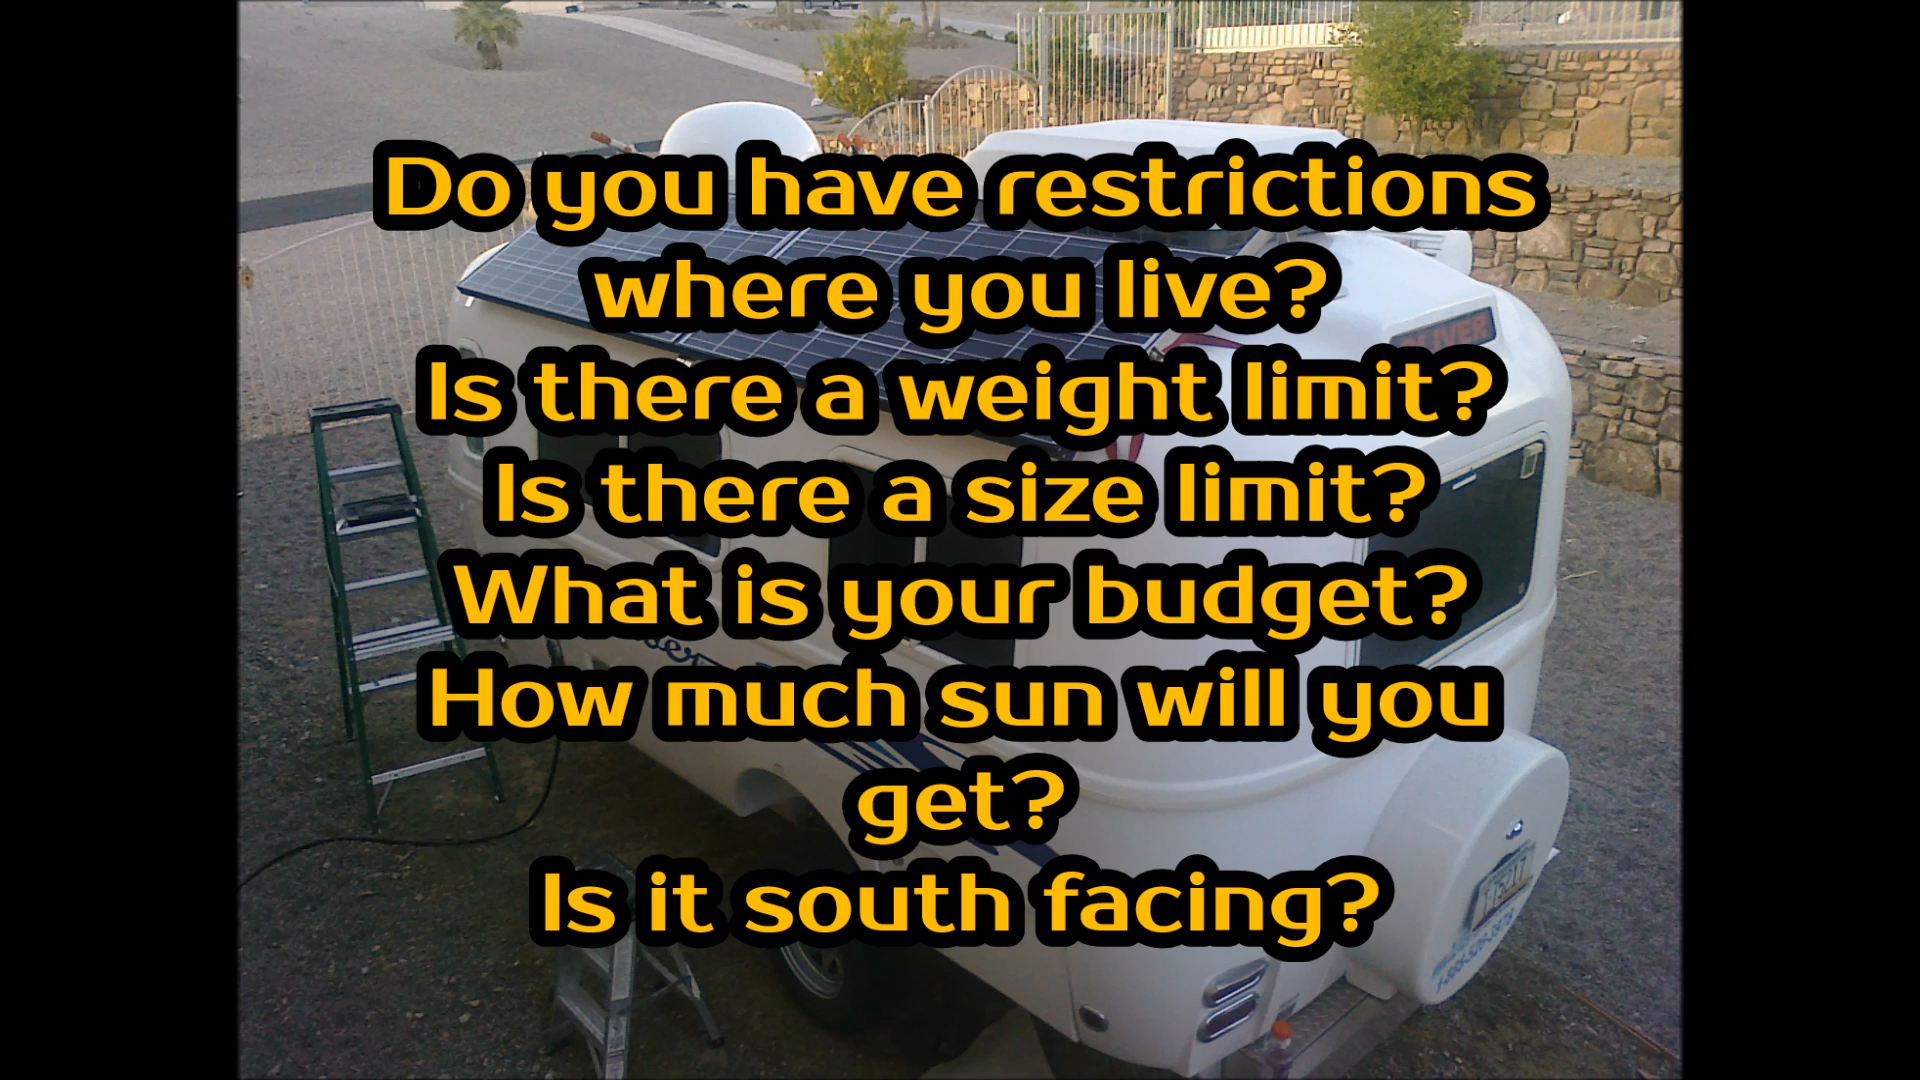 Do you have restrictions
where you live?
Is there a weight limit?
Is there a size limit?
What is your budget?
How much sun will you
get?
Is it south facing?
OLIVER